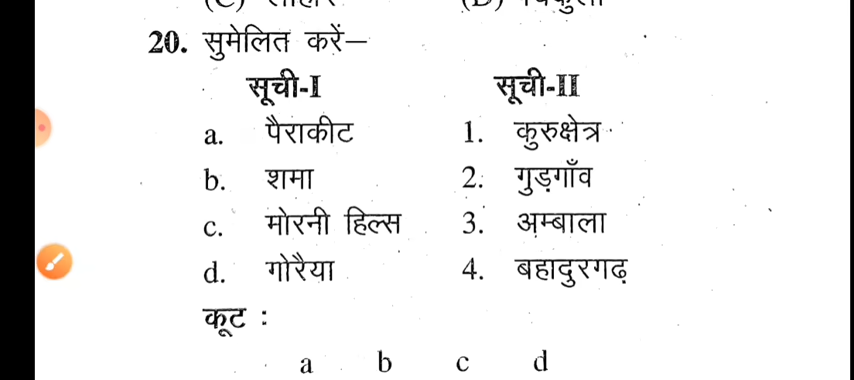 20. सुमेलित करें—
सूची-I सूची-II
a. पैराकीट 1. कुरुक्षेत्र
b. शमा 2. गुड़गाँव
c. मोरनी हिल्स 3. अम्बाला
d. गोरैया 4. बहादुरगढ़
कूट :
a b c d